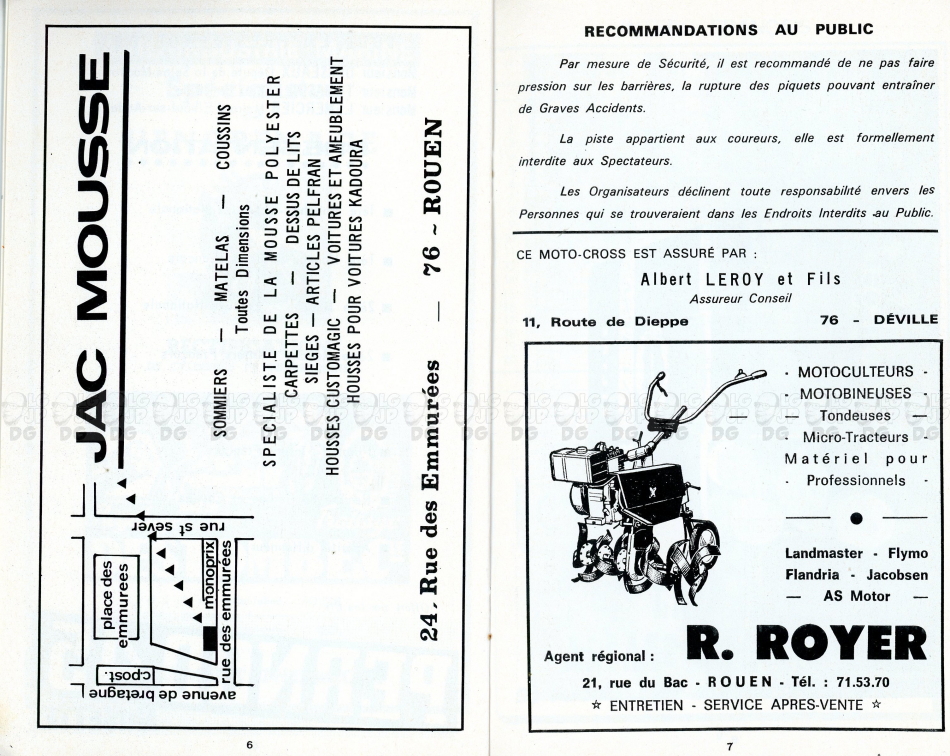 JAC MOUSSE
SOMMIERS — MATELAS — COUSSINS
Toutes Dimensions
SPECIALISTE DE LA MOUSSE POLYESTER
CARPETTES — DESSUS DE LITS
SIEGES — ARTICLES PELFRAN
HOUSSES CUSTOMAGIC — VOITURES ET AMEUBLEMENT
HOUSSES POUR VOITURES KADOURA
24, Rue des Emmurées — 76 ~ ROUEN
rue st sever
place des
emmurees
monoprix
rue des emmurées
c.post.
avenue de bretagne
6
RECOMMANDATIONS AU PUBLIC
Par mesure de Sécurité, il est recommandé de ne pas faire
pression sur les barrières, la rupture des piquets pouvant entraîner
de Graves Accidents.
La piste appartient aux coureurs, elle est formellement
interdite aux Spectateurs.
Les Organisateurs déclinent toute responsabilité envers les
Personnes qui se trouveraient dans les Endroits Interdits au Public.
CE MOTO-CROSS EST ASSURÉ PAR :
Albert LEROY et Fils
Assureur Conseil
11, Route de Dieppe 76 - DÉVILLE
· MOTOCULTEURS ·
MOTOBINEUSES
— Tondeuses —
· Micro-Tracteurs ·
Matériel pour
· Professionnels ·
Landmaster - Flymo
Flandria - Jacobsen
— AS Motor —
Agent régional : R. ROYER
21, rue du Bac - ROUEN - Tél. : 71.53.70
☆ ENTRETIEN - SERVICE APRES-VENTE ☆
7